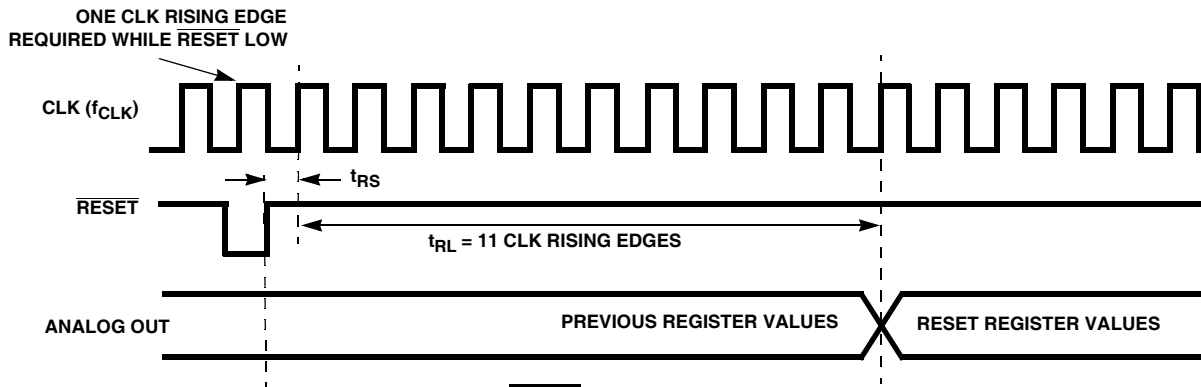 ONE CLK RISING EDGE
REQUIRED WHILE RESET LOW
CLK (fCLK)
tRS
RESET
tRL = 11 CLK RISING EDGES
ANALOG OUT
PREVIOUS REGISTER VALUES
RESET REGISTER VALUES